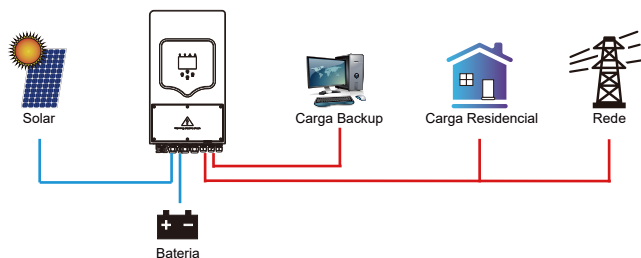 Solar
Carga Backup
Carga Residencial
Rede
Bateria